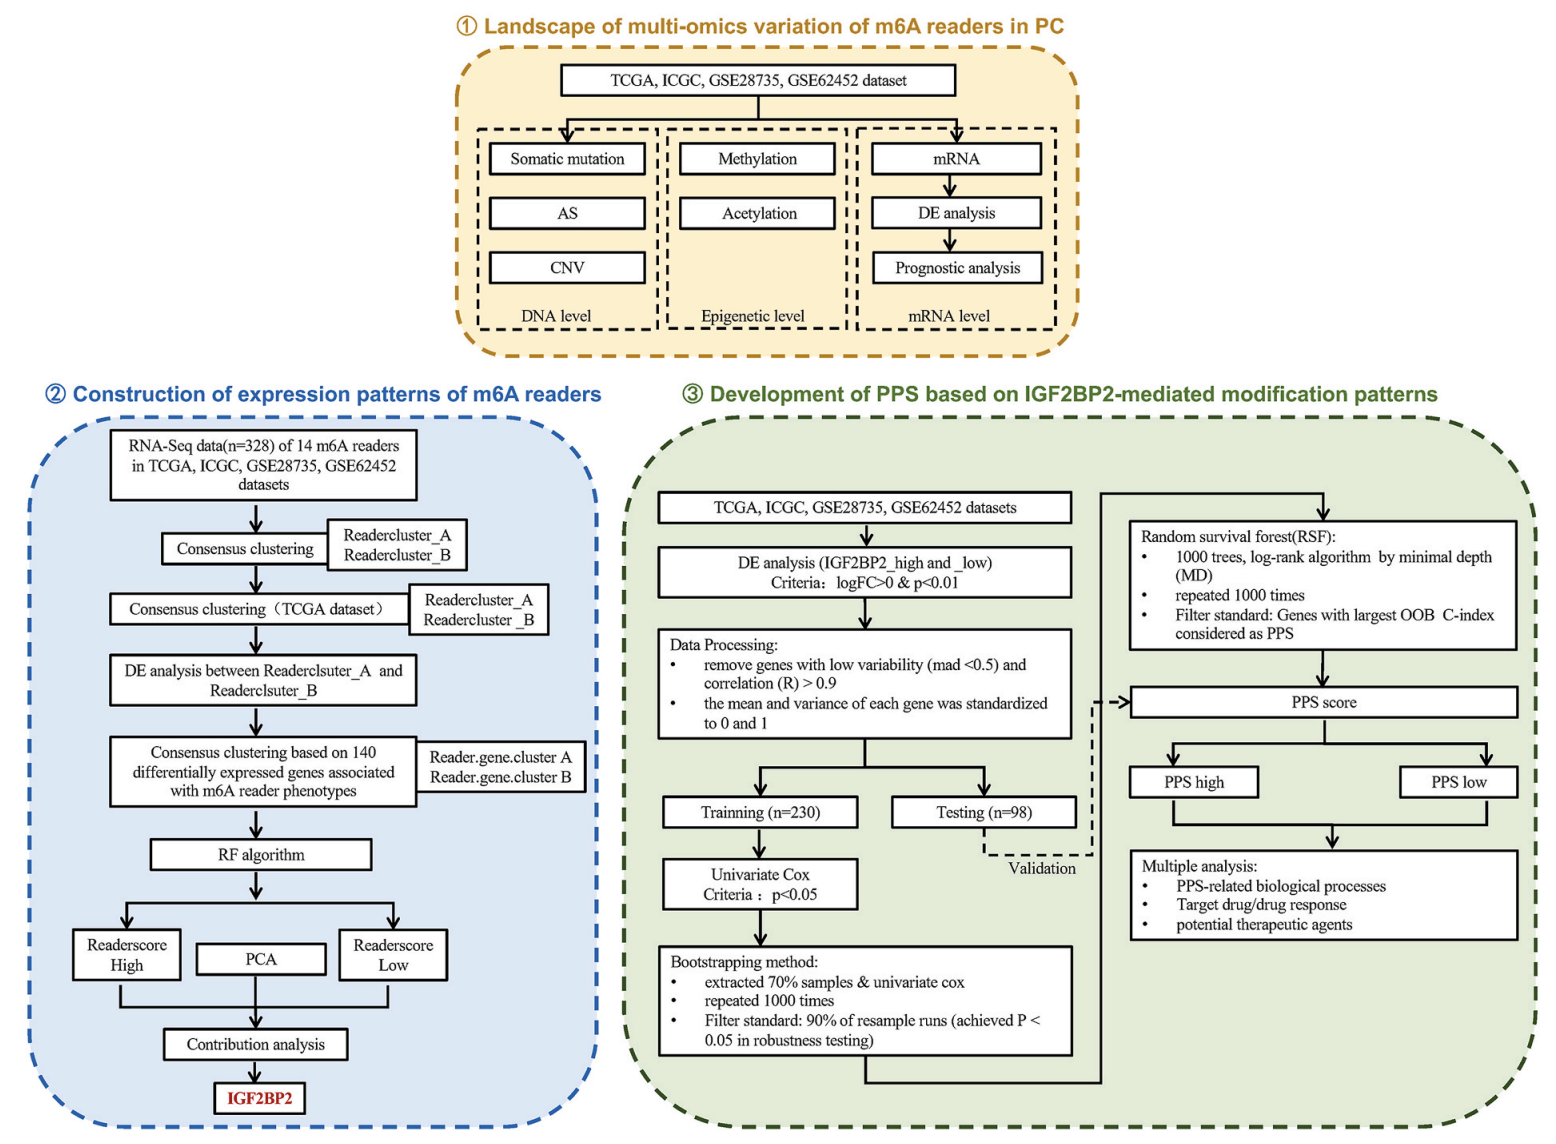 ① Landscape of multi-omics variation of m6A readers in PC
TCGA, ICGC, GSE28735, GSE62452 dataset
Somatic mutation
AS
CNV
DNA level
Methylation
Acetylation
Epigenetic level
mRNA
DE analysis
Prognostic analysis
mRNA level
② Construction of expression patterns of m6A readers
RNA-Seq data(n=328) of 14 m6A readers
in TCGA, ICGC, GSE28735, GSE62452
datasets
Consensus clustering
Readercluster_A
Readercluster_B
Consensus clustering（TCGA dataset）
Readercluster_A
Readercluster _B
DE analysis between Readerclsuter_A and
Readerclsuter_B
Consensus clustering based on 140
differentially expressed genes associated
with m6A reader phenotypes
Reader.gene.cluster A
Reader.gene.cluster B
RF algorithm
Readerscore
High
PCA
Readerscore
Low
Contribution analysis
IGF2BP2
③ Development of PPS based on IGF2BP2-mediated modification patterns
TCGA, ICGC, GSE28735, GSE62452 datasets
DE analysis (IGF2BP2_high and _low)
Criteria：logFC>0 & p<0.01
Data Processing:
• remove genes with low variability (mad <0.5) and
correlation (R) > 0.9
• the mean and variance of each gene was standardized
to 0 and 1
Trainning (n=230)
Testing (n=98)
Validation
Univariate Cox
Criteria：p<0.05
Bootstrapping method:
• extracted 70% samples & univariate cox
• repeated 1000 times
• Filter standard: 90% of resample runs (achieved P <
0.05 in robustness testing)
Random survival forest(RSF):
• 1000 trees, log-rank algorithm by minimal depth
(MD)
• repeated 1000 times
• Filter standard: Genes with largest OOB C-index
considered as PPS
PPS score
PPS high
PPS low
Multiple analysis:
• PPS-related biological processes
• Target drug/drug response
• potential therapeutic agents